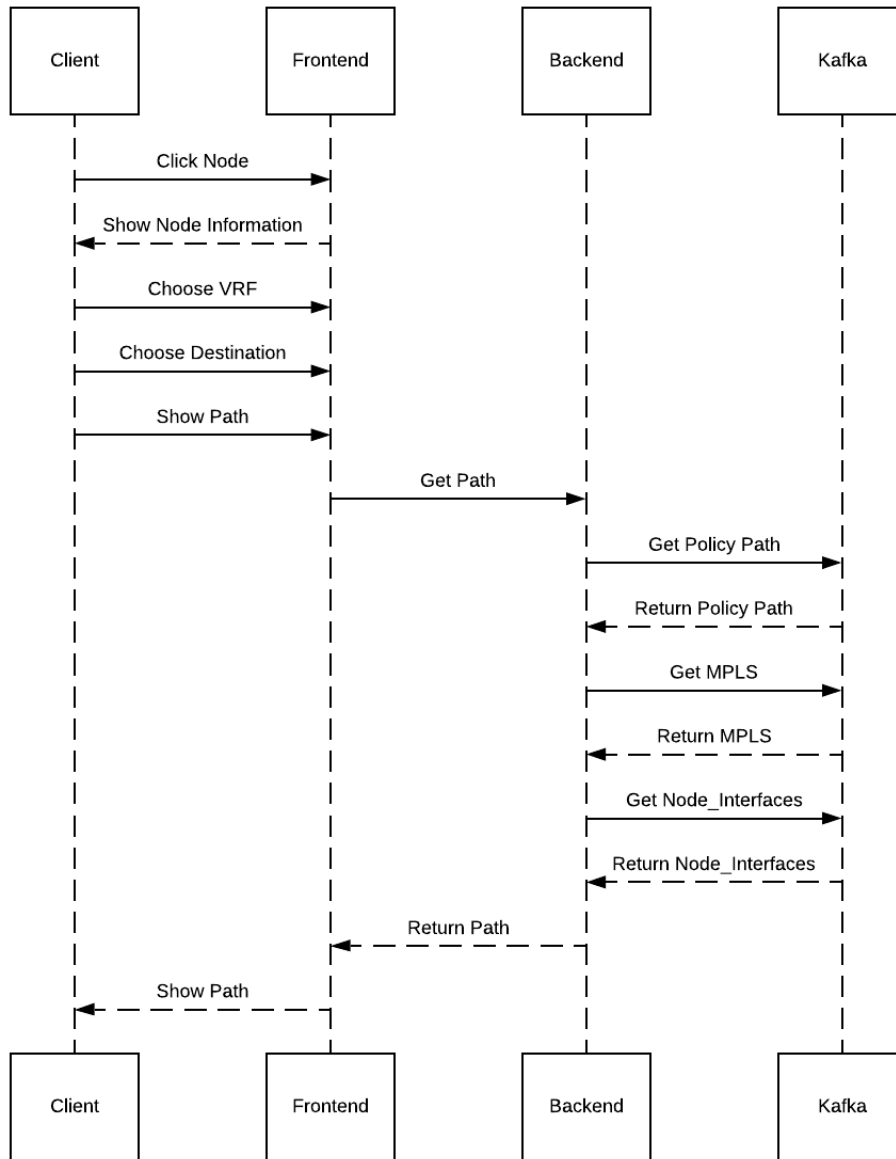 Client
Frontend
Backend
Kafka
Click Node
Show Node Information
Choose VRF
Choose Destination
Show Path
Get Path
Get Policy Path
Return Policy Path
Get MPLS
Return MPLS
Get Node_Interfaces
Return Node_Interfaces
Return Path
Show Path
Client
Frontend
Backend
Kafka